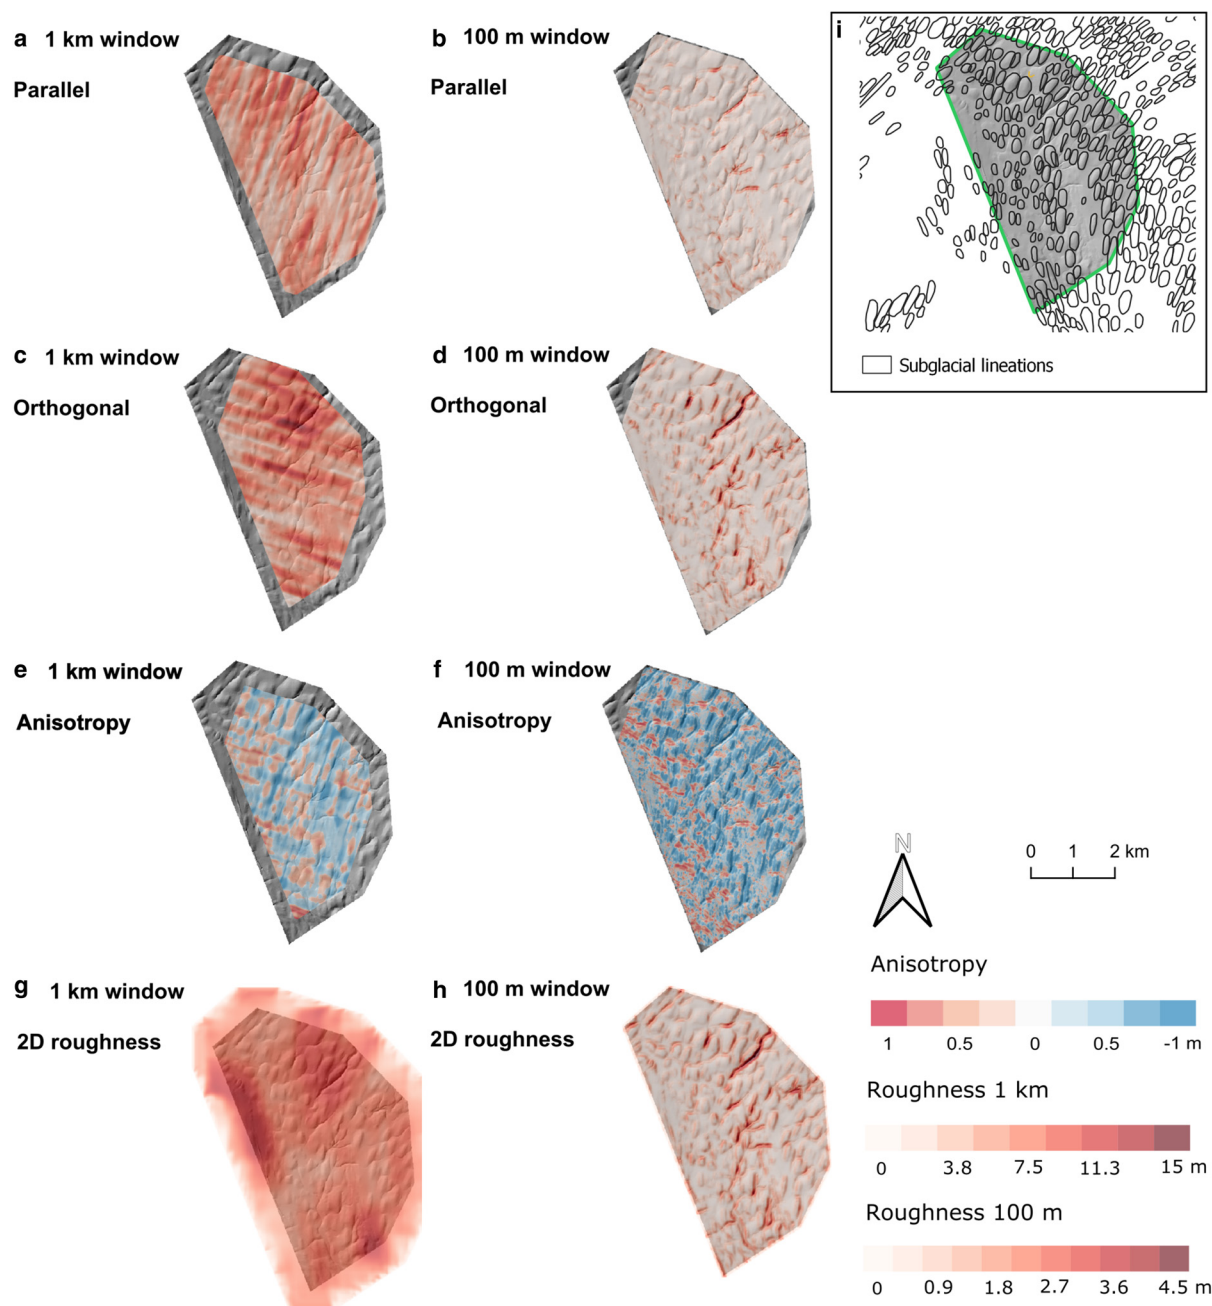 a 1 km window
Parallel
b 100 m window
Parallel
i
Subglacial lineations
c 1 km window
Orthogonal
d 100 m window
Orthogonal
e 1 km window
Anisotropy
f 100 m window
Anisotropy
N
0 1 2 km
g 1 km window
2D roughness
h 100 m window
2D roughness
Anisotropy
1 0.5 0 0.5 -1 m
Roughness 1 km
0 3.8 7.5 11.3 15 m
Roughness 100 m
0 0.9 1.8 2.7 3.6 4.5 m